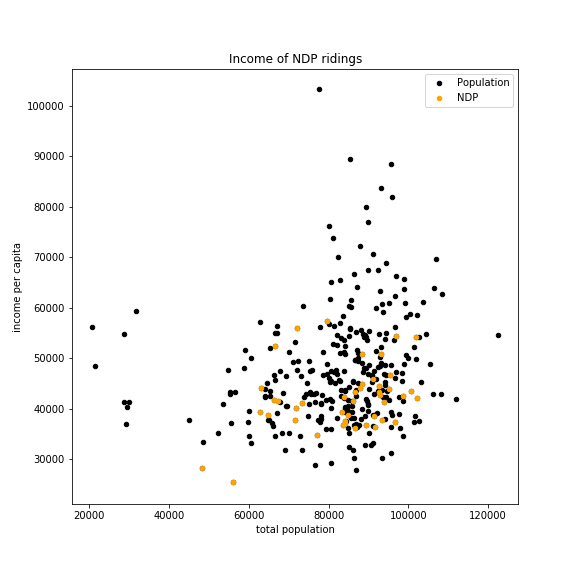 Income of NDP ridings
Population
NDP
income per capita
100000
90000
80000
70000
60000
50000
40000
30000
20000 40000 60000 80000 100000 120000
total population